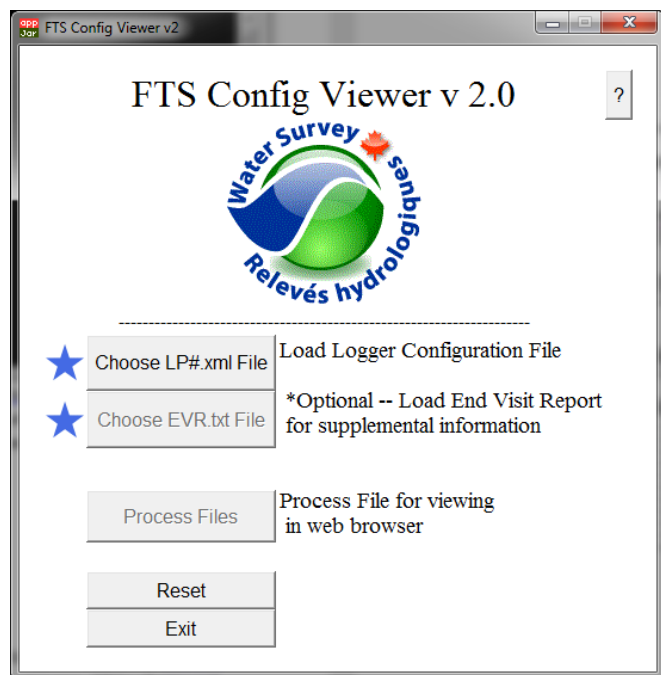 app
Jar
FTS Config Viewer v2
X
FTS Config Viewer v 2.0
?
Water Survey
Relevés hydrologiques
Choose LP#.xml File
Load Logger Configuration File
Choose EVR.txt File
*Optional -- Load End Visit Report
for supplemental information
Process Files
Process File for viewing
in web browser
Reset
Exit